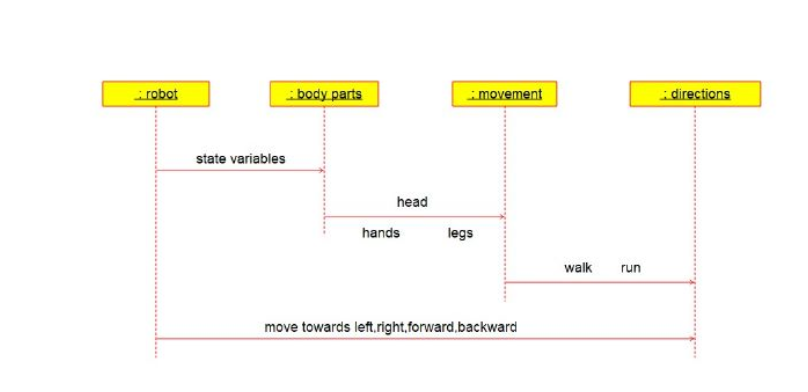 : robot
: body parts
: movement
: directions
state variables
head
hands legs
walk run
move towards left,right,forward,backward